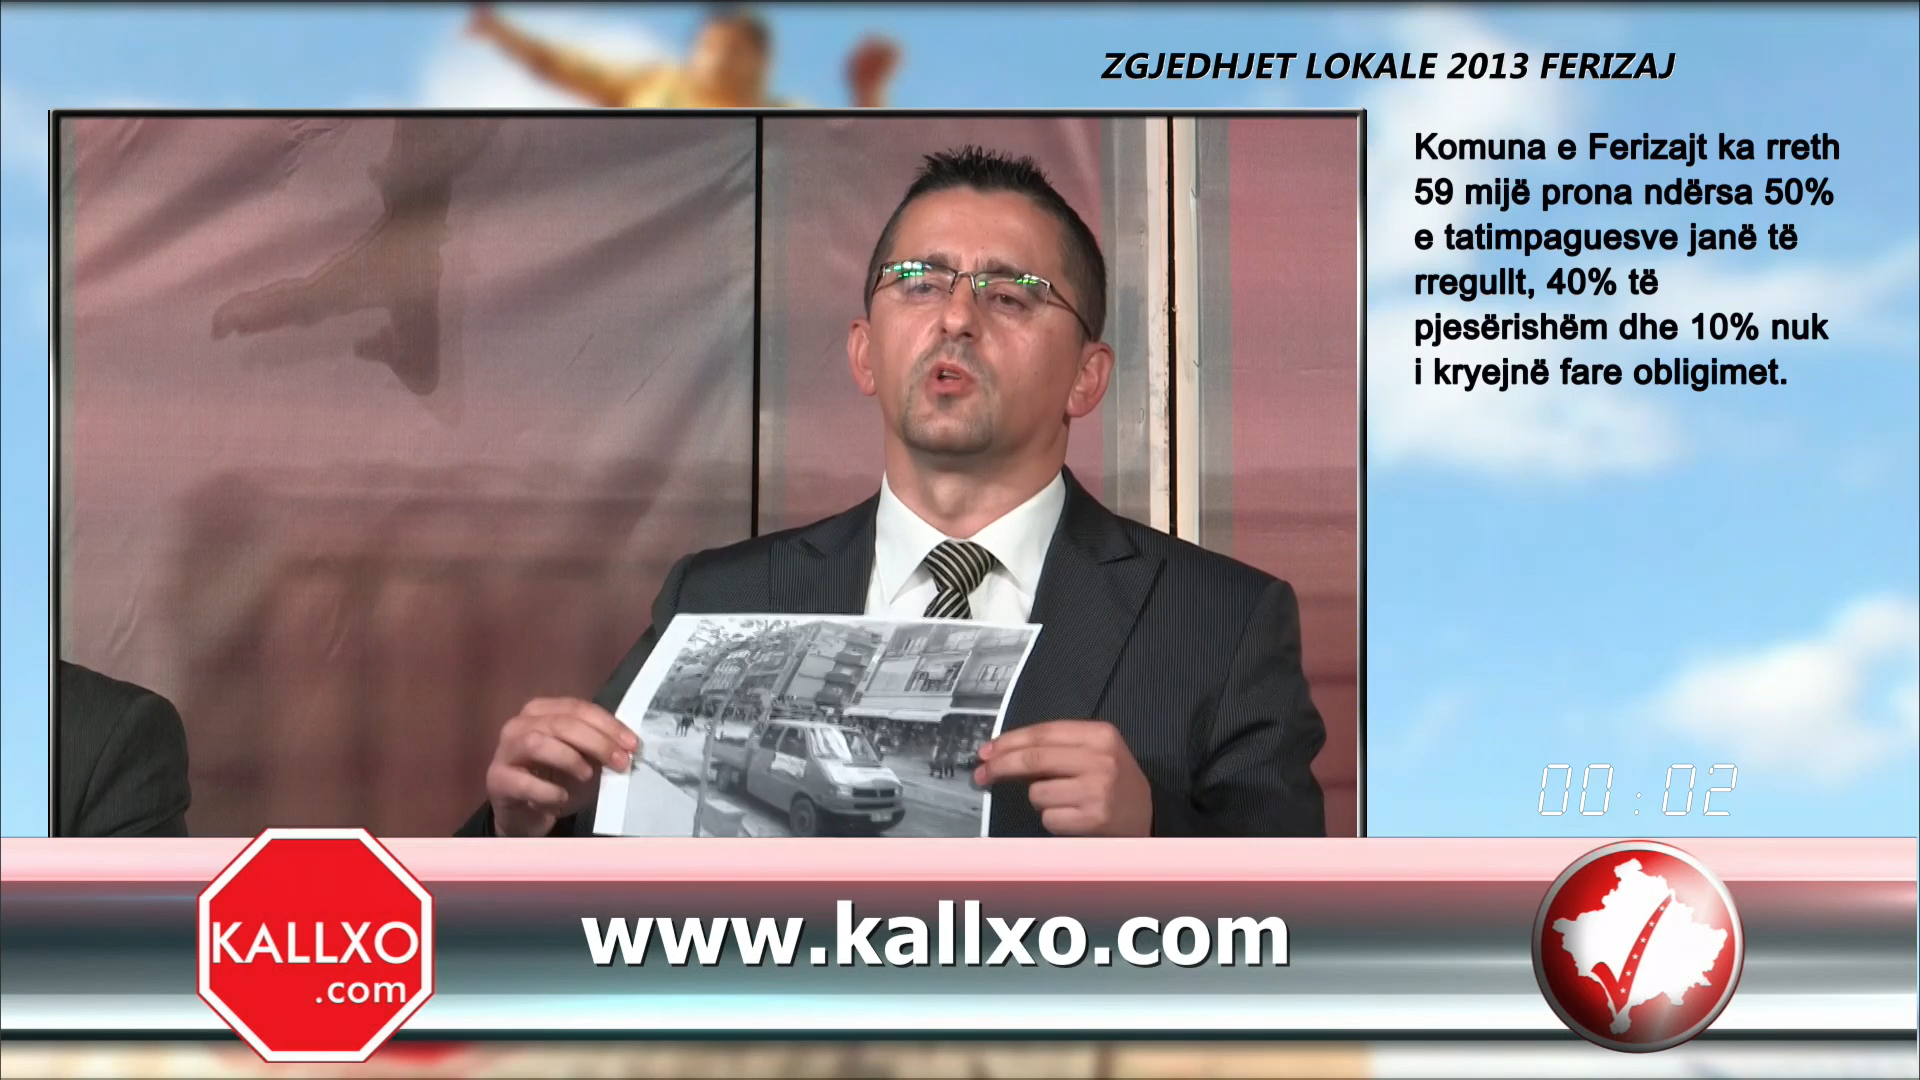 ZGJEDHJET LOKALE 2013 FERIZAJ
Komuna e Ferizajt ka rreth
59 mijë prona ndërsa 50%
e tatimpaguesve janë të
rregullt, 40% të
pjesërishëm dhe 10% nuk
i kryejnë fare obligimet.
00:02
KALLXO
.com
www.kallxo.com